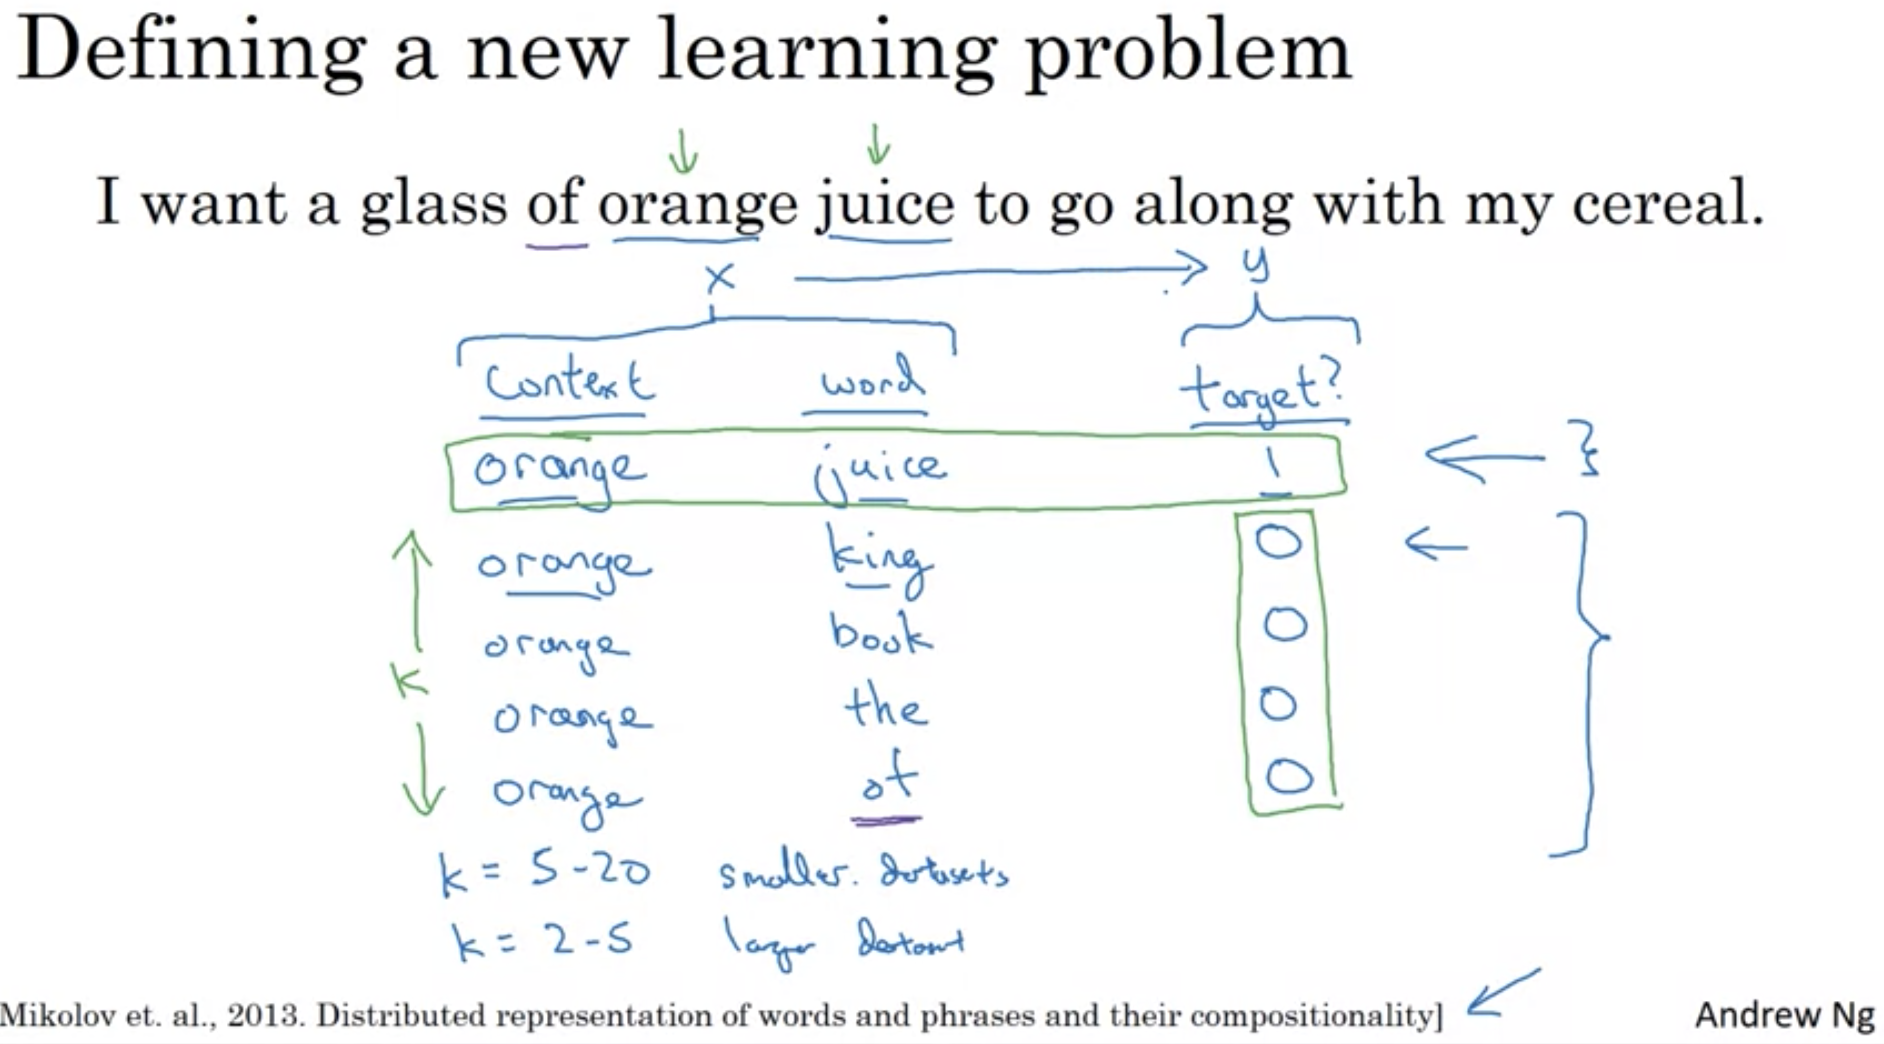 Defining a new learning problem
I want a glass of orange juice to go along with my cereal.
x y
context word target?
orange juice 1
orange king 0
orange book 0
orange the 0
orange of 0
k
k = 5-20 smaller. datasets
k = 2-5 larger dataset
Mikolov et. al., 2013. Distributed representation of words and phrases and their compositionality]
Andrew Ng